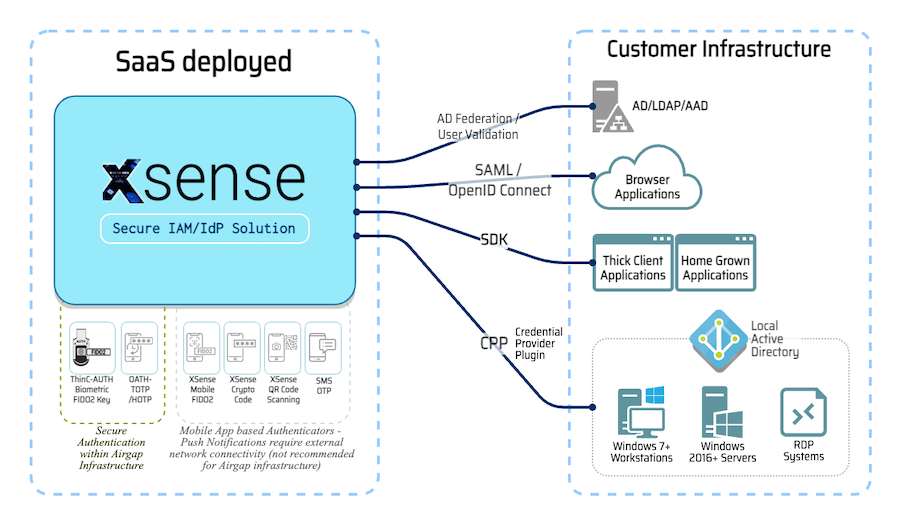 SaaS deployed
Xsense
Secure IAM/IdP Solution
AUTH
FIDO2
ThinC-AUTH
Biometric
FIDO2 Key
OATH-
TOTP
/HOTP
FIDO2
XSense
Mobile
FIDO2
XSense
Crypto
Code
XSense
QR Code
Scanning
SMS
OTP
Secure
Authentication
within Airgap
Infrastructure
Mobile App based Authenticators -
Push Notifications require external
network connectivity (not recommended
for Airgap infrastructure)
AD Federation /
User Validation
SAML /
OpenID Connect
SDK
CPP
Credential
Provider
Plugin
Customer Infrastructure
AD/LDAP/AAD
Browser
Applications
Thick Client
Applications
Home Grown
Applications
Local
Active
Directory
Windows 7+
Workstations
Windows
2016+ Servers
RDP
Systems